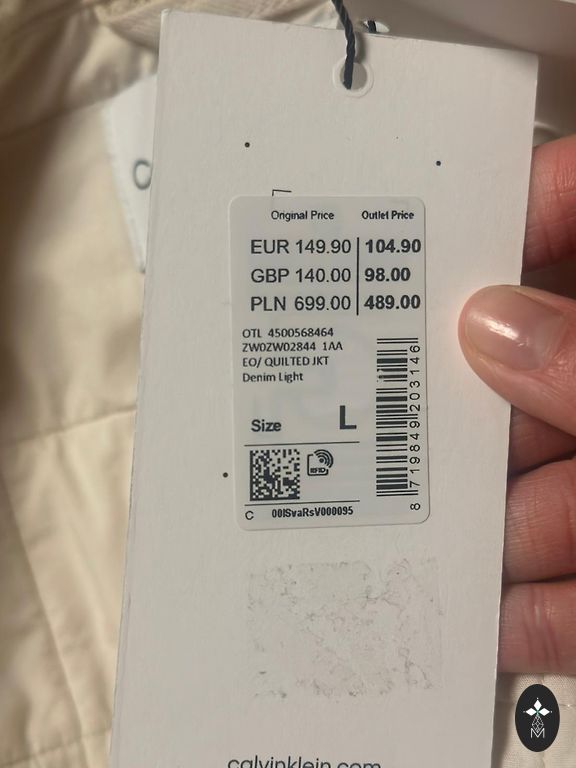 Original Price Outlet Price
EUR 149.90 104.90
GBP 140.00 98.00
PLN 699.00 489.00
OTL 4500568464
ZW0ZW02844 1AA
EO/ QUILTED JKT
Denim Light
Size L
RFID
8 719849 203146
C 00ISvaRsV000095
calvinklein.com
C
M